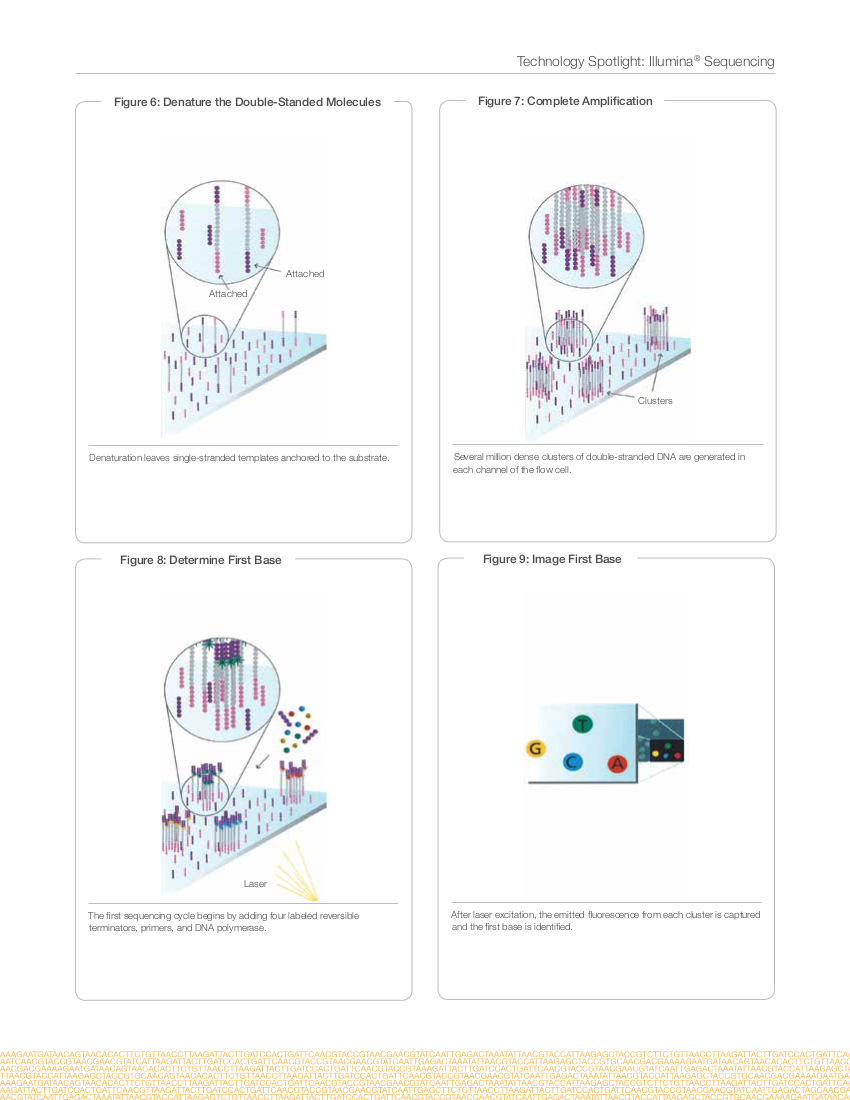 Technology Spotlight: Illumina® Sequencing
Figure 6: Denature the Double-Standed Molecules
Attached
Attached
Denaturation leaves single-stranded templates anchored to the substrate.
Figure 7: Complete Amplification
Clusters
Several million dense clusters of double-stranded DNA are generated in
each channel of the flow cell.
Figure 8: Determine First Base
Laser
The first sequencing cycle begins by adding four labeled reversible
terminators, primers, and DNA polymerase.
Figure 9: Image First Base
T
G
C
A
After laser excitation, the emitted fluorescence from each cluster is captured
and the first base is identified.